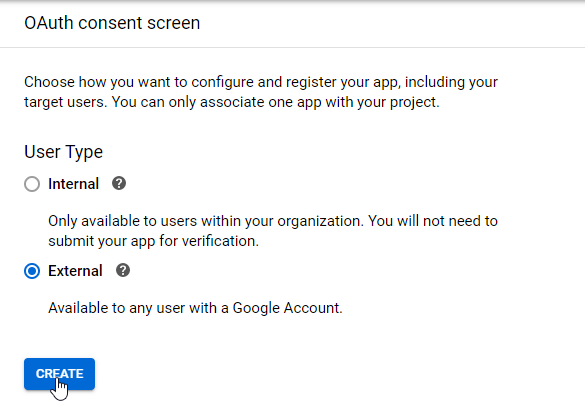 OAuth consent screen
Choose how you want to configure and register your app, including your
target users. You can only associate one app with your project.
User Type
Internal ?
Only available to users within your organization. You will not need to
submit your app for verification.
External ?
Available to any user with a Google Account.
CREATE